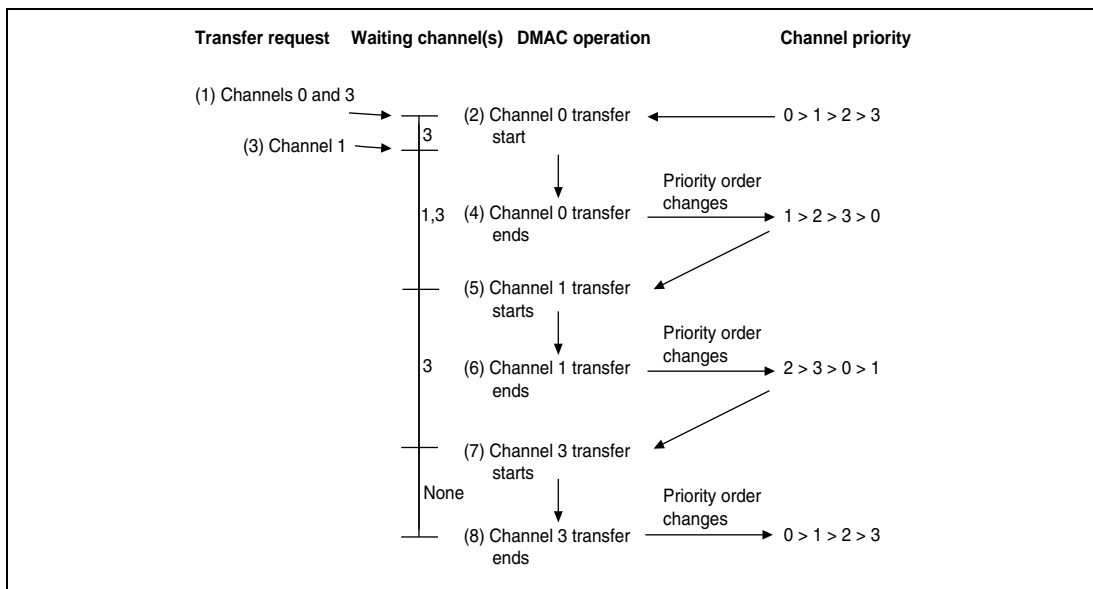 Transfer request Waiting channel(s) DMAC operation Channel priority
(1) Channels 0 and 3
(2) Channel 0 transfer
start
0 > 1 > 2 > 3
3
(3) Channel 1
1,3
(4) Channel 0 transfer
ends
Priority order
changes
1 > 2 > 3 > 0
(5) Channel 1 transfer
starts
3
(6) Channel 1 transfer
ends
Priority order
changes
2 > 3 > 0 > 1
(7) Channel 3 transfer
starts
None
(8) Channel 3 transfer
ends
Priority order
changes
0 > 1 > 2 > 3